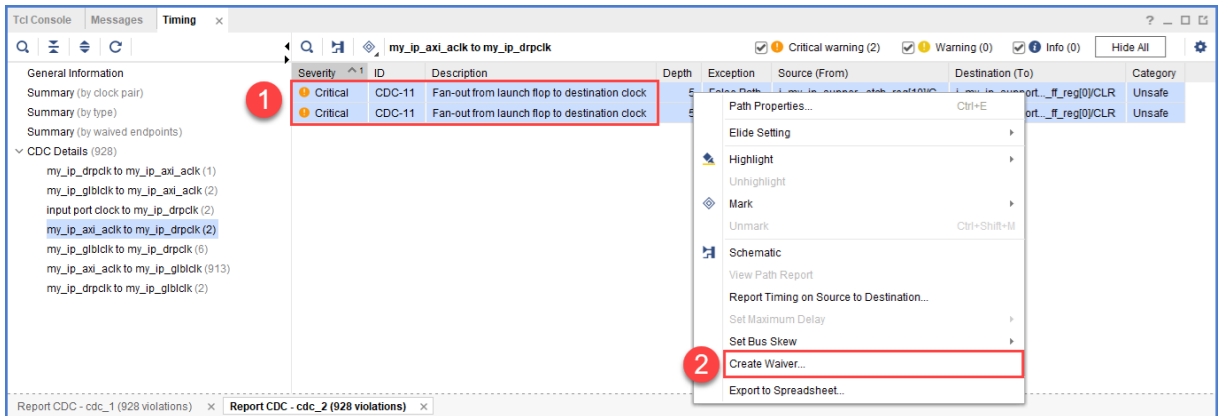 Tcl Console Messages Timing
my_ip_axi_aclk to my_ip_drpclk Critical warning (2) Warning (0) Info (0) Hide All
General Information
Summary (by clock pair)
Summary (by type)
Summary (by waived endpoints)
CDC Details (928)
my_ip_drpclk to my_ip_axi_aclk (1)
my_ip_glblclk to my_ip_axi_aclk (2)
input port clock to my_ip_drpclk (2)
my_ip_axi_aclk to my_ip_drpclk (2)
my_ip_glblclk to my_ip_drpclk (6)
my_ip_axi_aclk to my_ip_glblclk (913)
my_ip_drpclk to my_ip_glblclk (2)
Severity 1 ID Description Depth Exception Source (From) Destination (To) Category
1
Critical CDC-11 Fan-out from launch flop to destination clock 5 False Path Unsafe
Critical CDC-11 Fan-out from launch flop to destination clock 5 ort..._ff_reg[0]/CLR Unsafe
Path Properties... Ctrl+E
Elide Setting
Highlight
Unhighlight
Mark
Unmark Ctrl+Shift+M
Schematic
View Path Report
Report Timing on Source to Destination...
Set Maximum Delay
Set Bus Skew
2
Create Waiver...
Export to Spreadsheet...
Report CDC - cdc_1 (928 violations) Report CDC - cdc_2 (928 violations)